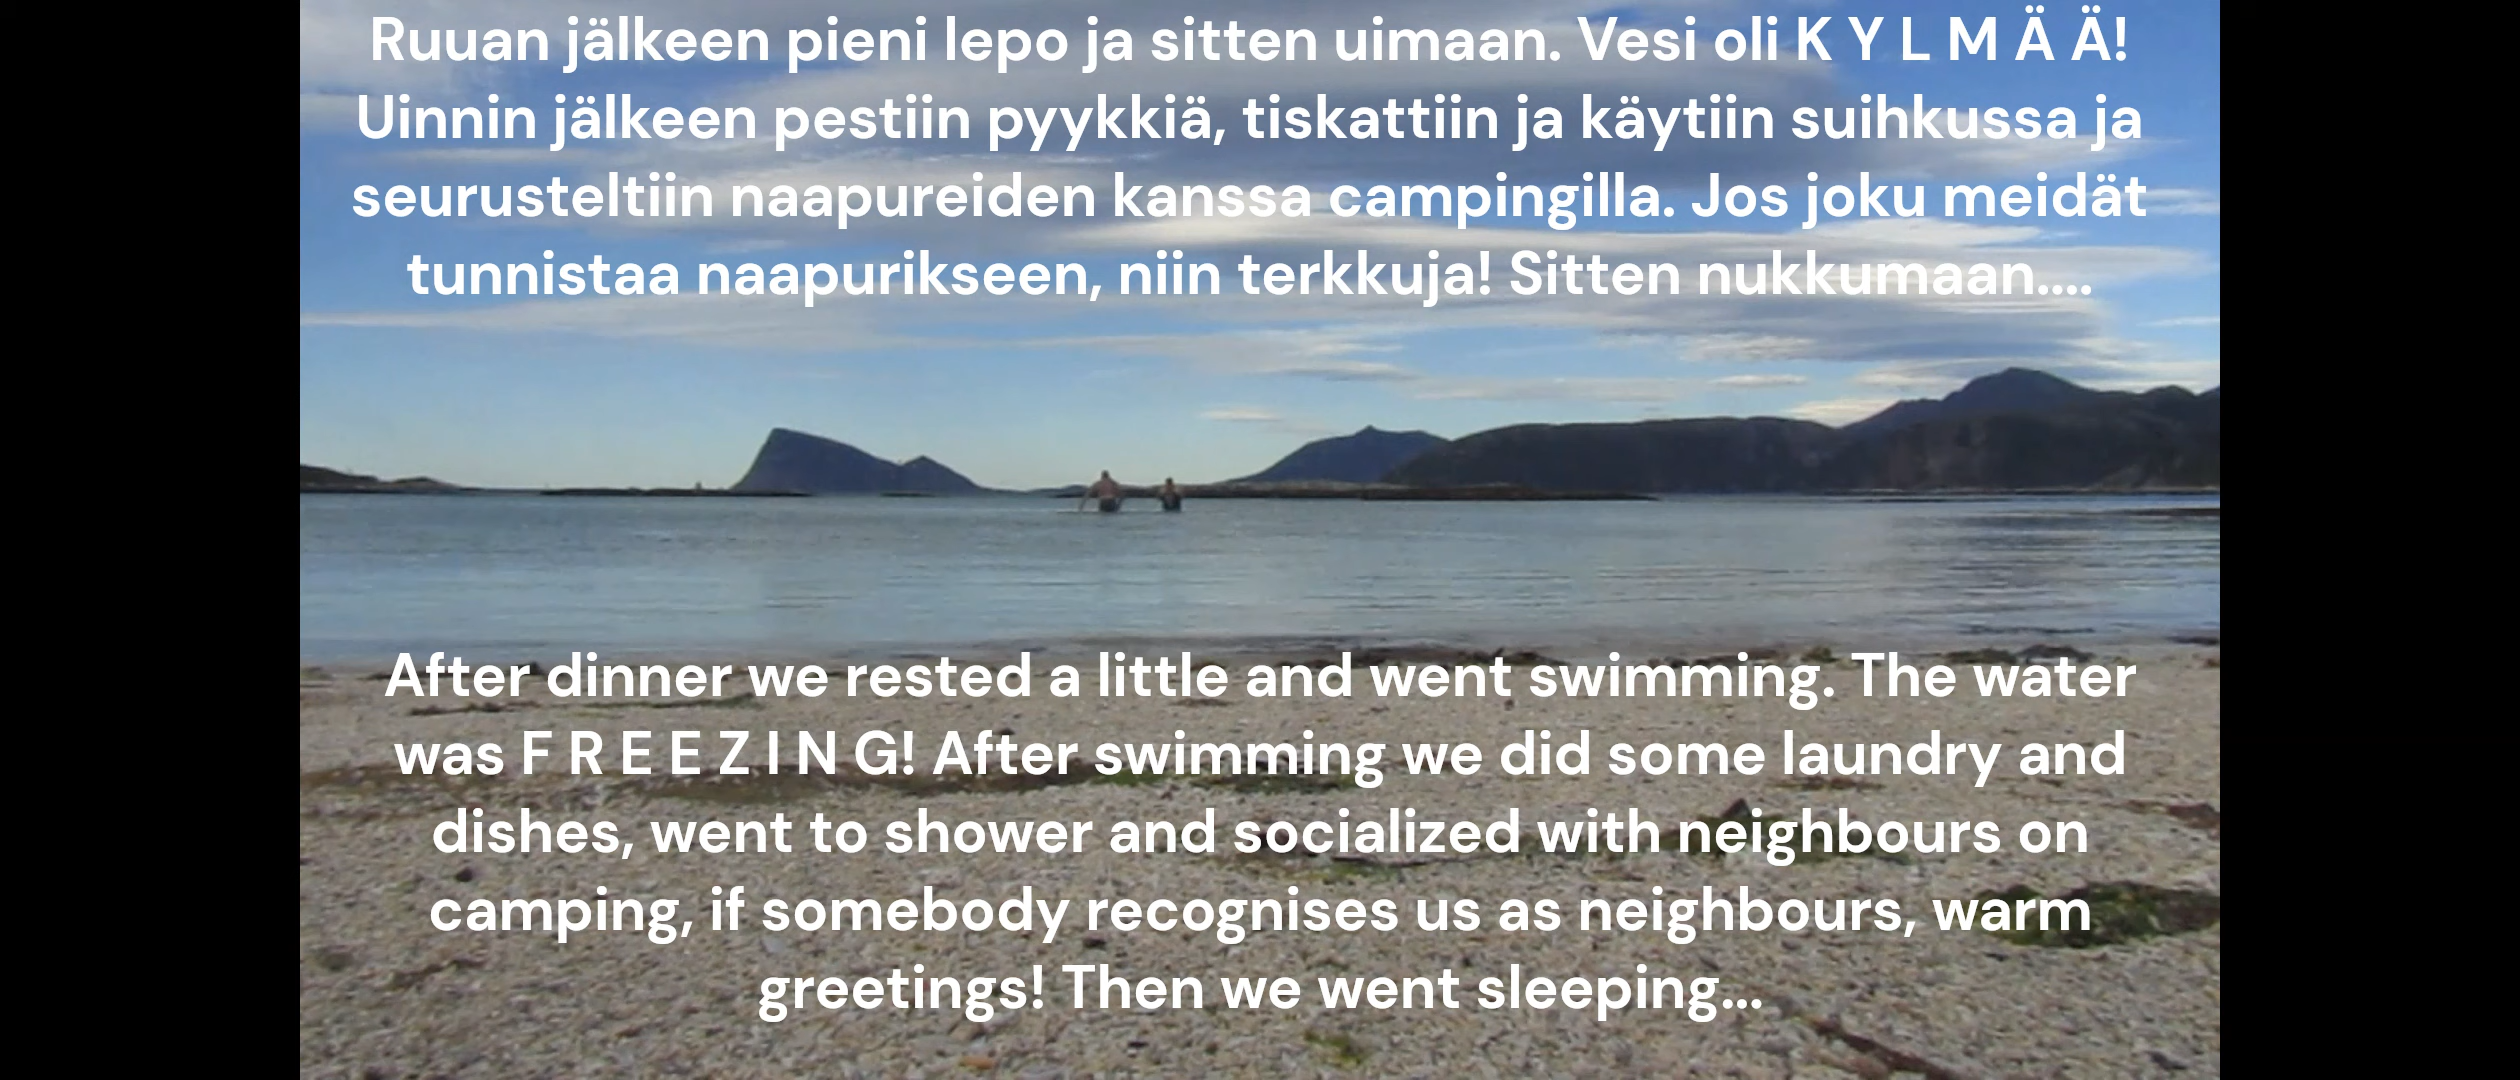 Ruuan jälkeen pieni lepo ja sitten uimaan. Vesi oli K Y L M Ä Ä!
Uinnin jälkeen pestiin pyykkiä, tiskattiin ja käytiin suihkussa ja
seurusteltiin naapureiden kanssa campingilla. Jos joku meidät
tunnistaa naapurikseen, niin terkkuja! Sitten nukkumaan....
After dinner we rested a little and went swimming. The water
was F R E E Z I N G! After swimming we did some laundry and
dishes, went to shower and socialized with neighbours on
camping, if somebody recognises us as neighbours, warm
greetings! Then we went sleeping...